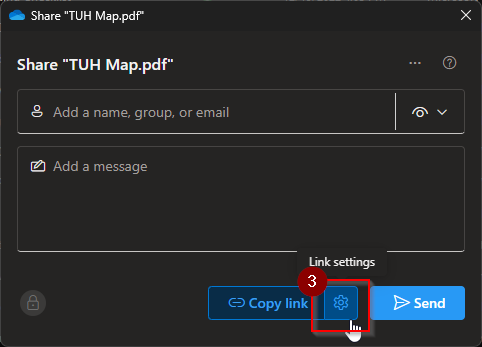 Share "TUH Map.pdf"
Share "TUH Map.pdf"
Add a name, group, or email
Add a message
Link settings
3
Copy link
Send